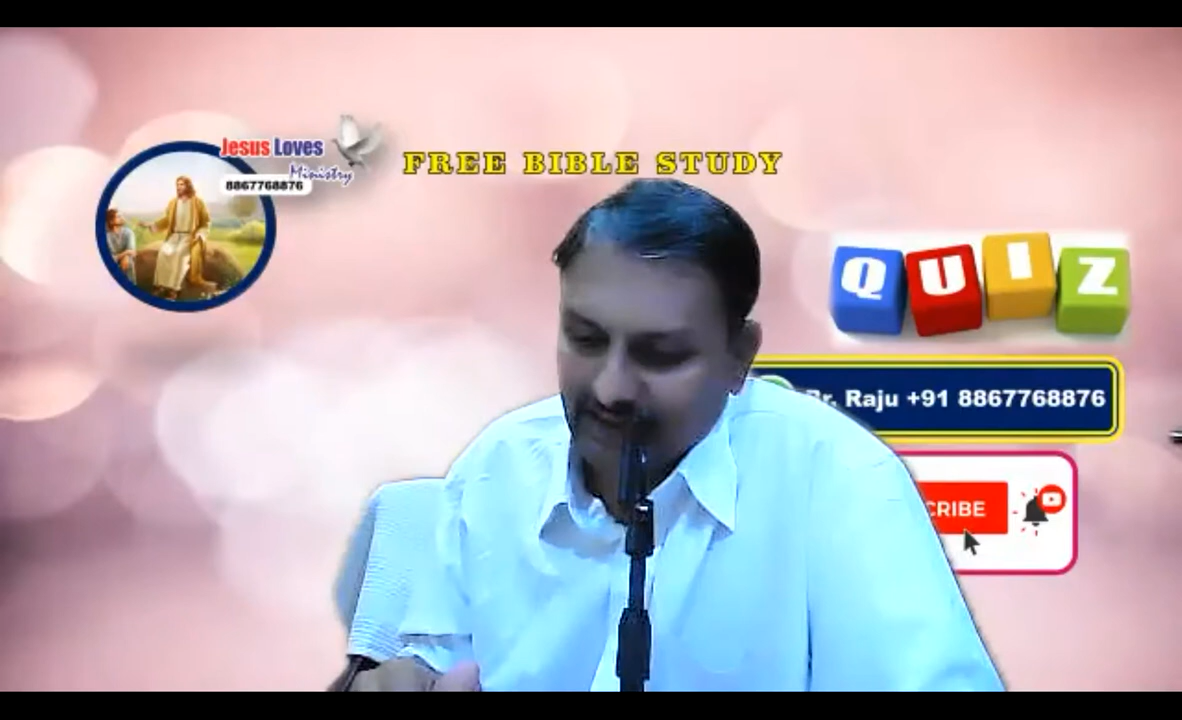 Jesus Loves
Ministry
8867768876
FREE BIBLE STUDY
QUIZ
Br. Raju +91 8867768876
CRIBE